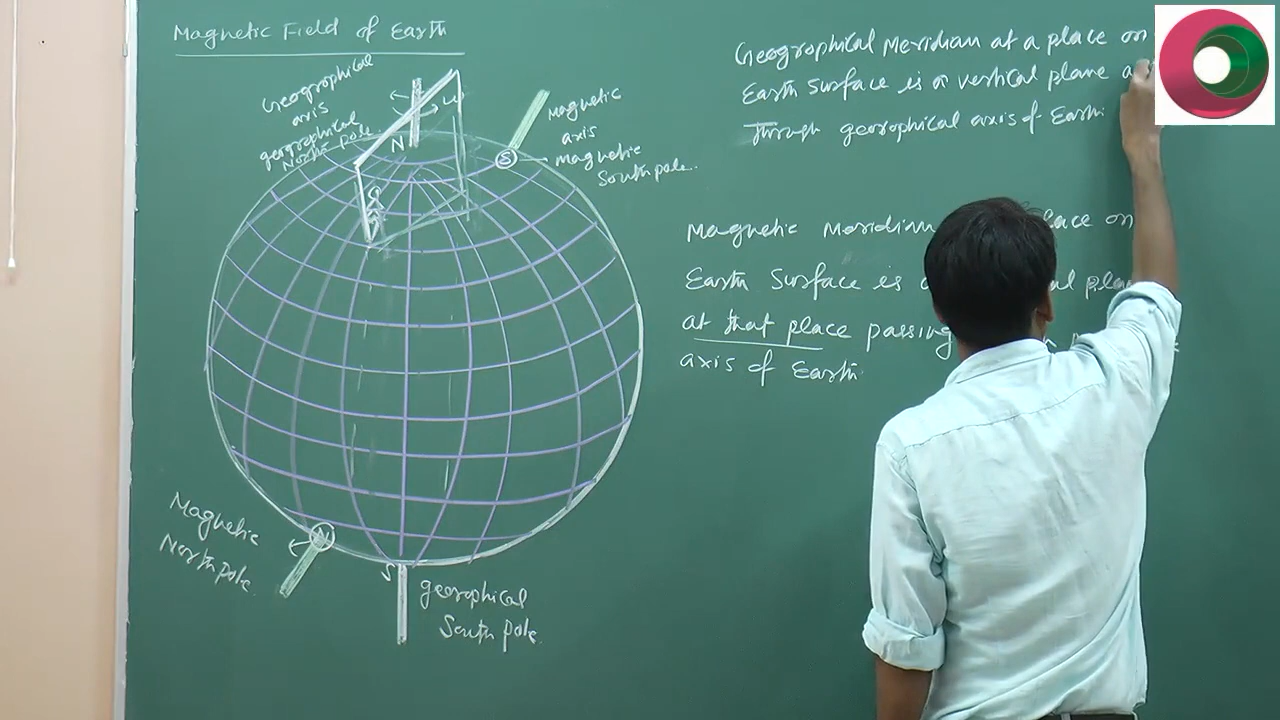 Magnetic Field of Earth
Geographical
axis
geographical
North pole
N
Magnetic
axis
S
magnetic
South pole.
Magnetic
North pole.
N
S
geographical
South pole.
Geographical Meridian at a place on
Earth Surface is a vertical plane
Through geographical axis of Earth.
Magnetic Meridian place on
Earth Surface is
at that place passing
axis of Earth.